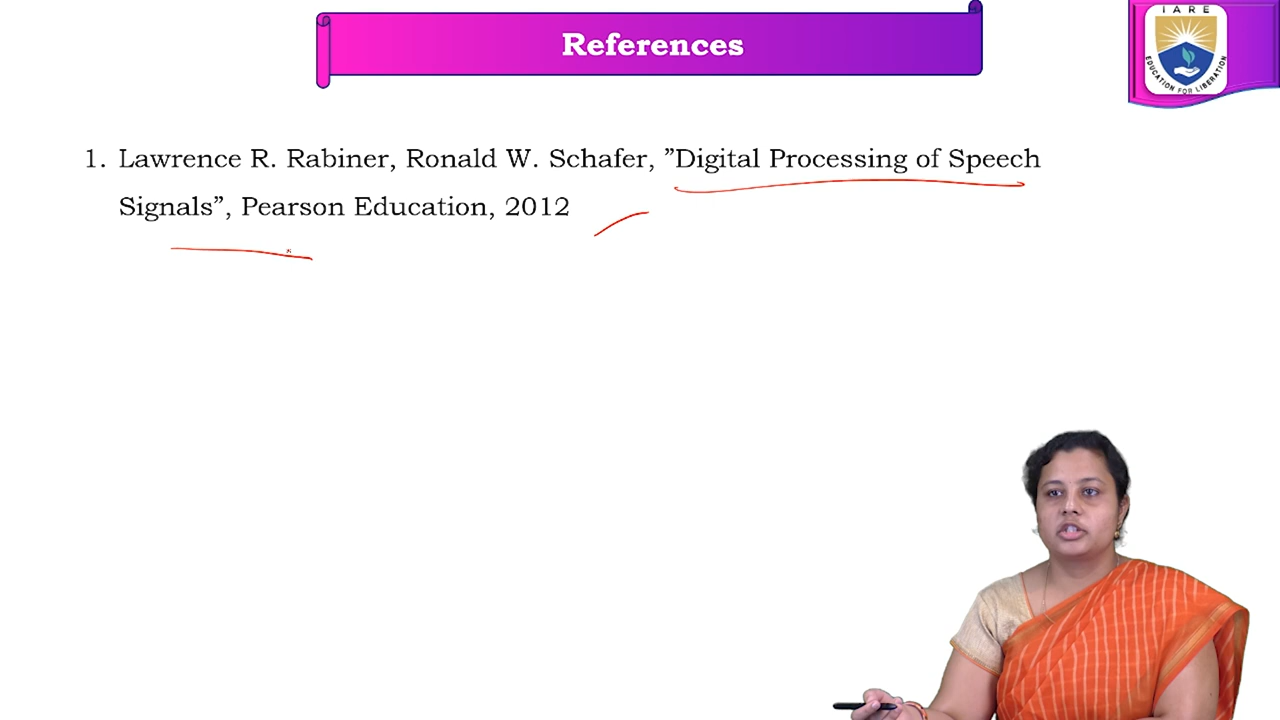 References
IARE
EDUCATION FOR LIBERATION
1. Lawrence R. Rabiner, Ronald W. Schafer, ”Digital Processing of Speech
Signals”, Pearson Education, 2012